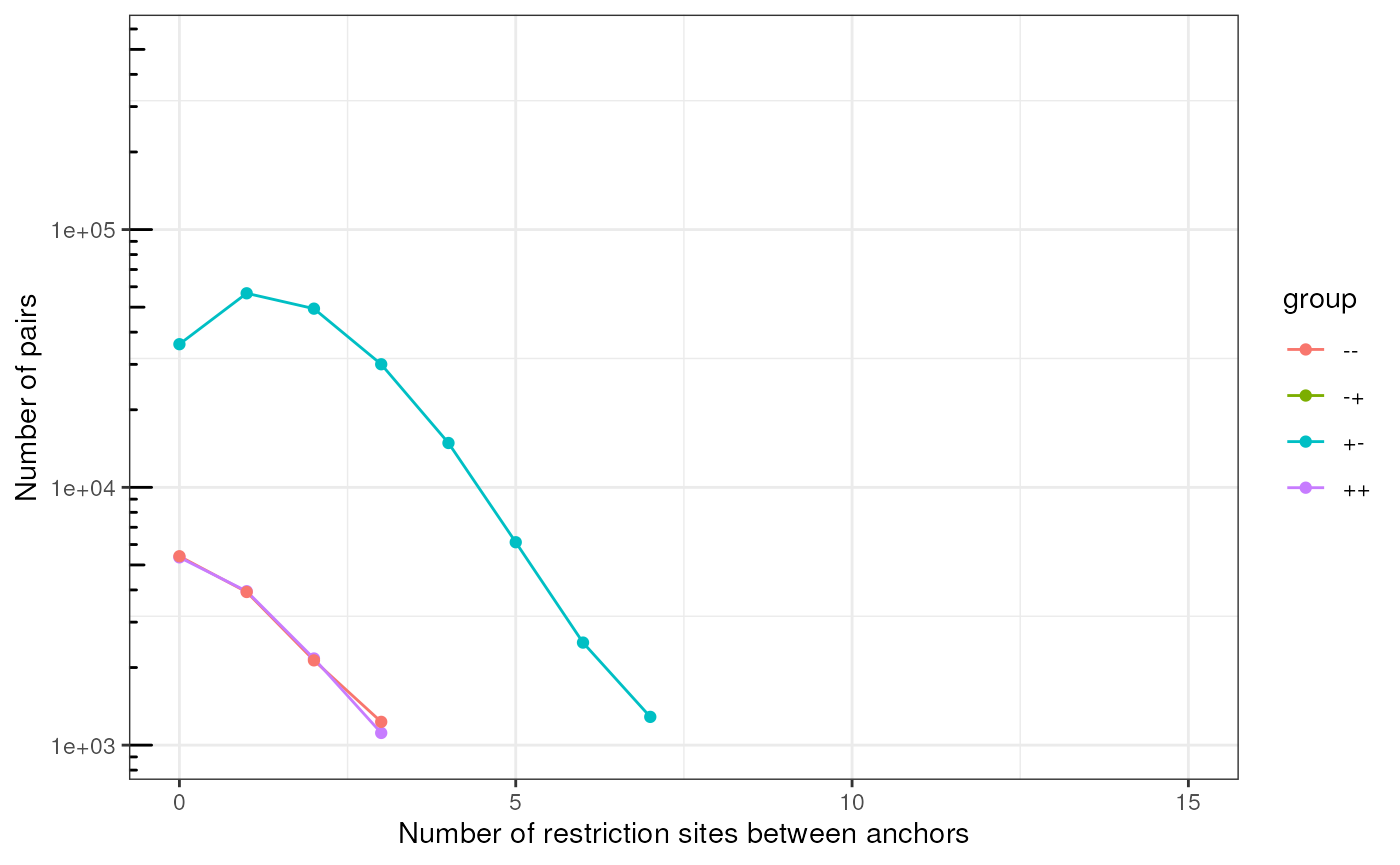 Number of pairs
1e+05
1e+04
1e+03
0
5
10
15
Number of restriction sites between anchors
group
--
-+
+-
++